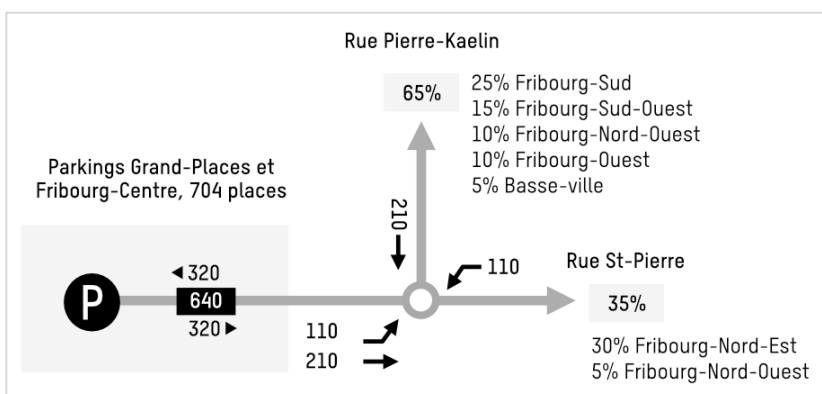 Rue Pierre-Kaelin
65%
25% Fribourg-Sud
15% Fribourg-Sud-Ouest
10% Fribourg-Nord-Ouest
10% Fribourg-Ouest
5% Basse-ville
Parkings Grand-Places et
Fribourg-Centre, 704 places
210
110
Rue St-Pierre
35%
30% Fribourg-Nord-Est
5% Fribourg-Nord-Ouest
P
320
640
320
110
210